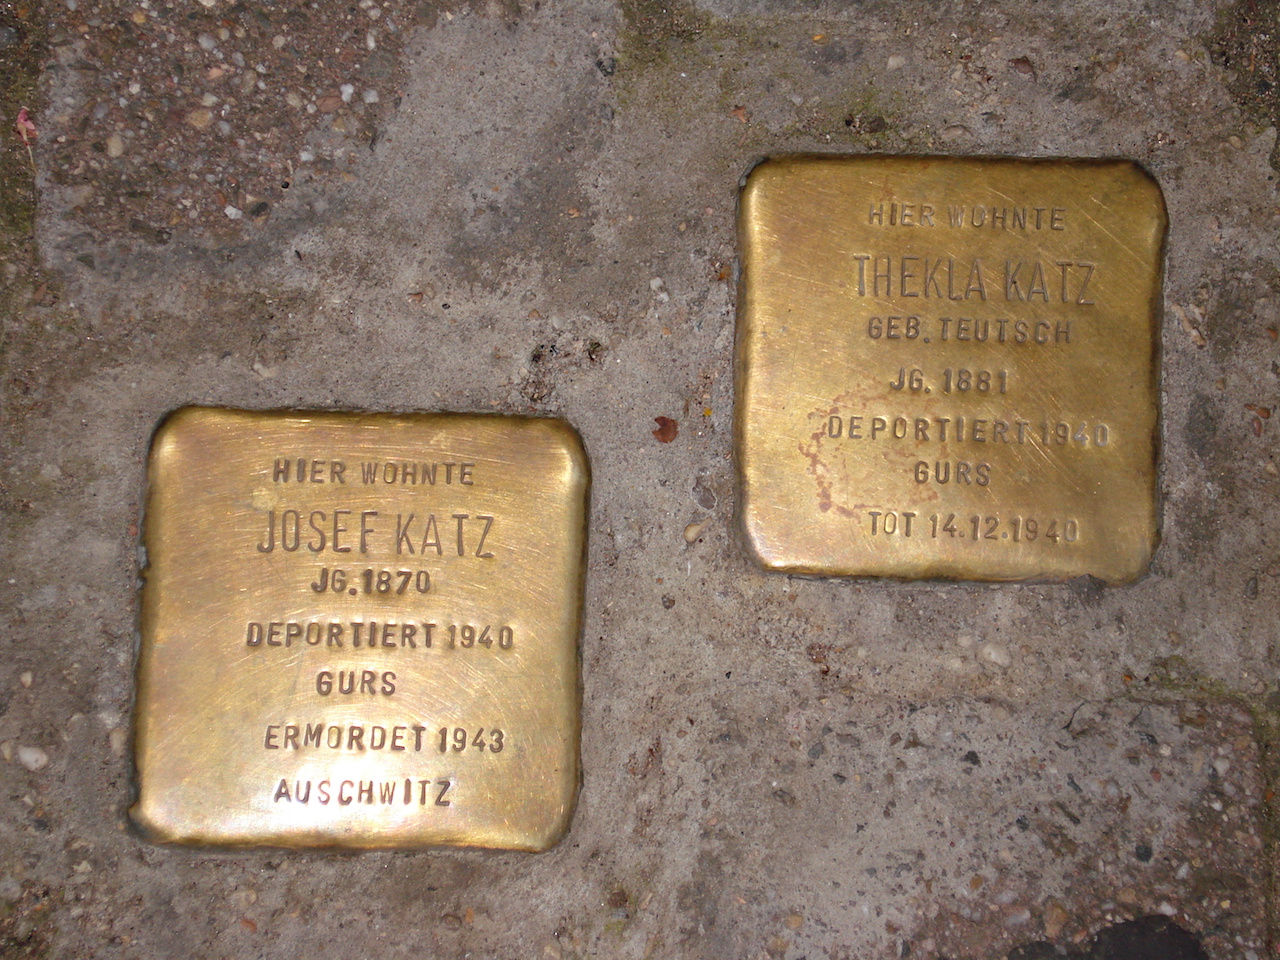 HIER WOHNTE
JOSEF KATZ
JG. 1870
DEPORTIERT 1940
GURS
ERMORDET 1943
AUSCHWITZ
HIER WOHNTE
THEKLA KATZ
GEB. TEUTSCH
JG. 1881
DEPORTIERT 1940
GURS
TOT 14.12.1940